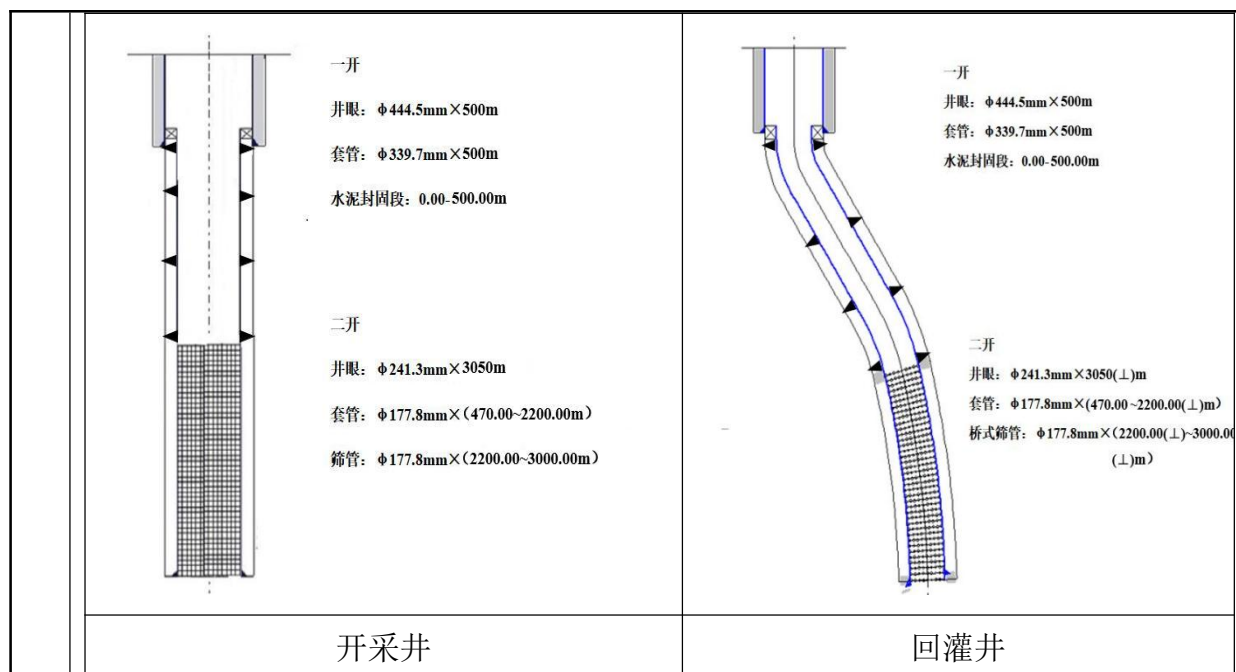 一开
井眼：φ444.5mm×500m
套管：φ339.7mm×500m
水泥封固段：0.00-500.00m
二开
井眼：φ241.3mm×3050m
套管：φ177.8mm×（470.00~2200.00m）
筛管：φ177.8mm×（2200.00~3000.00m）
开采井
一开
井眼：φ444.5mm×500m
套管：φ339.7mm×500m
水泥封固段：0.00-500.00m
二开
井眼：φ241.3mm×3050(⊥)m
套管：φ177.8mm×(470.00~2200.00(⊥)m）
桥式筛管：φ177.8mm×（2200.00(⊥)~3000.00
(⊥)m）
回灌井